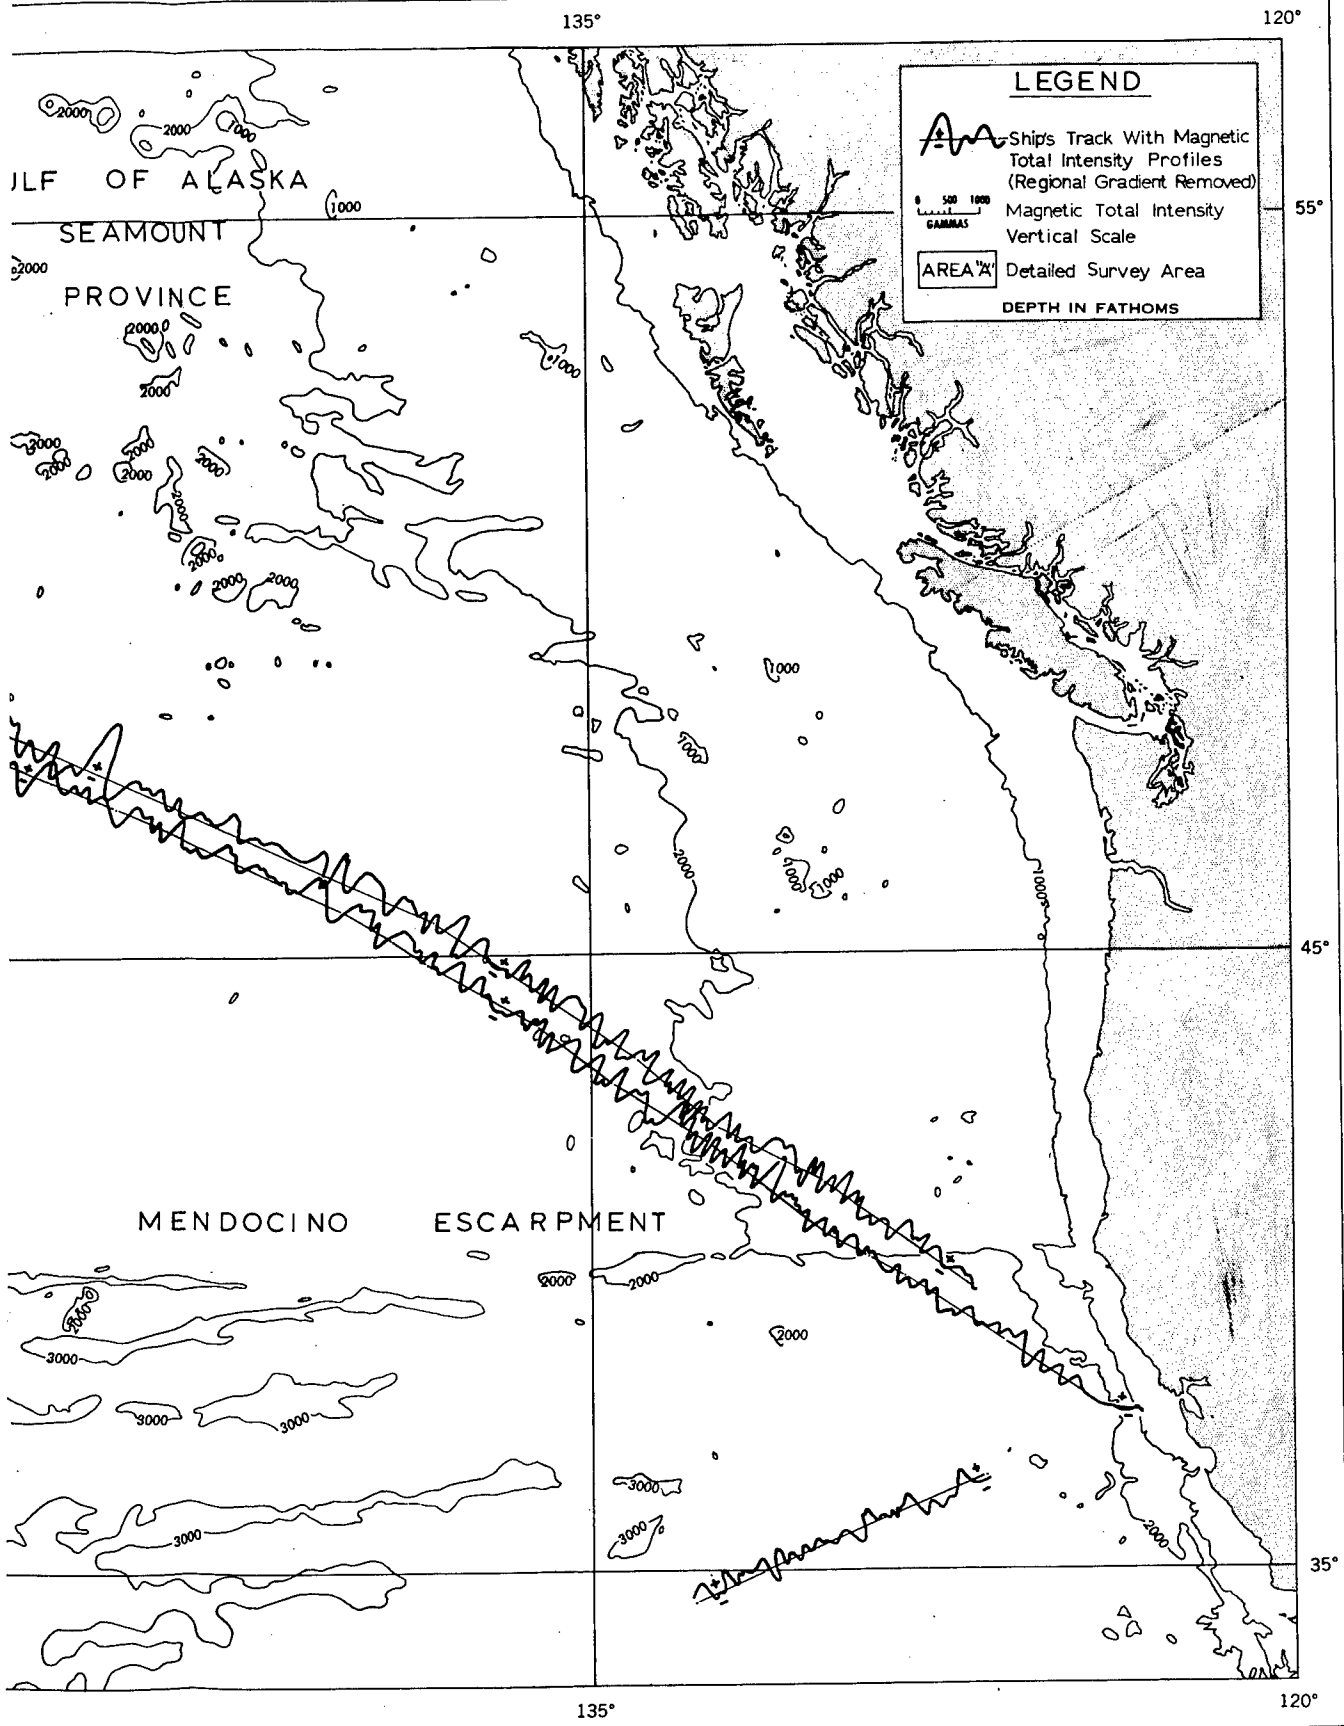 135°
120°
LEGEND
Ship's Track With Magnetic
Total Intensity Profiles
(Regional Gradient Removed)
0 500 1000
GAMMAS
Magnetic Total Intensity
Vertical Scale
AREA "A"
Detailed Survey Area
DEPTH IN FATHOMS
2000
2000
1000
ULF OF ALASKA
1000
55°
SEAMOUNT
2000
PROVINCE
2000
1000
2000
2000
2000
2000
2000
2000
2000
2000
2000
2000
1000
1000
2000
1000
1000
1000
45°
MENDOCINO ESCARPMENT
2000
2000
2000
2000
3000
3000
3000
3000
3000
3000
2000
35°
135°
120°